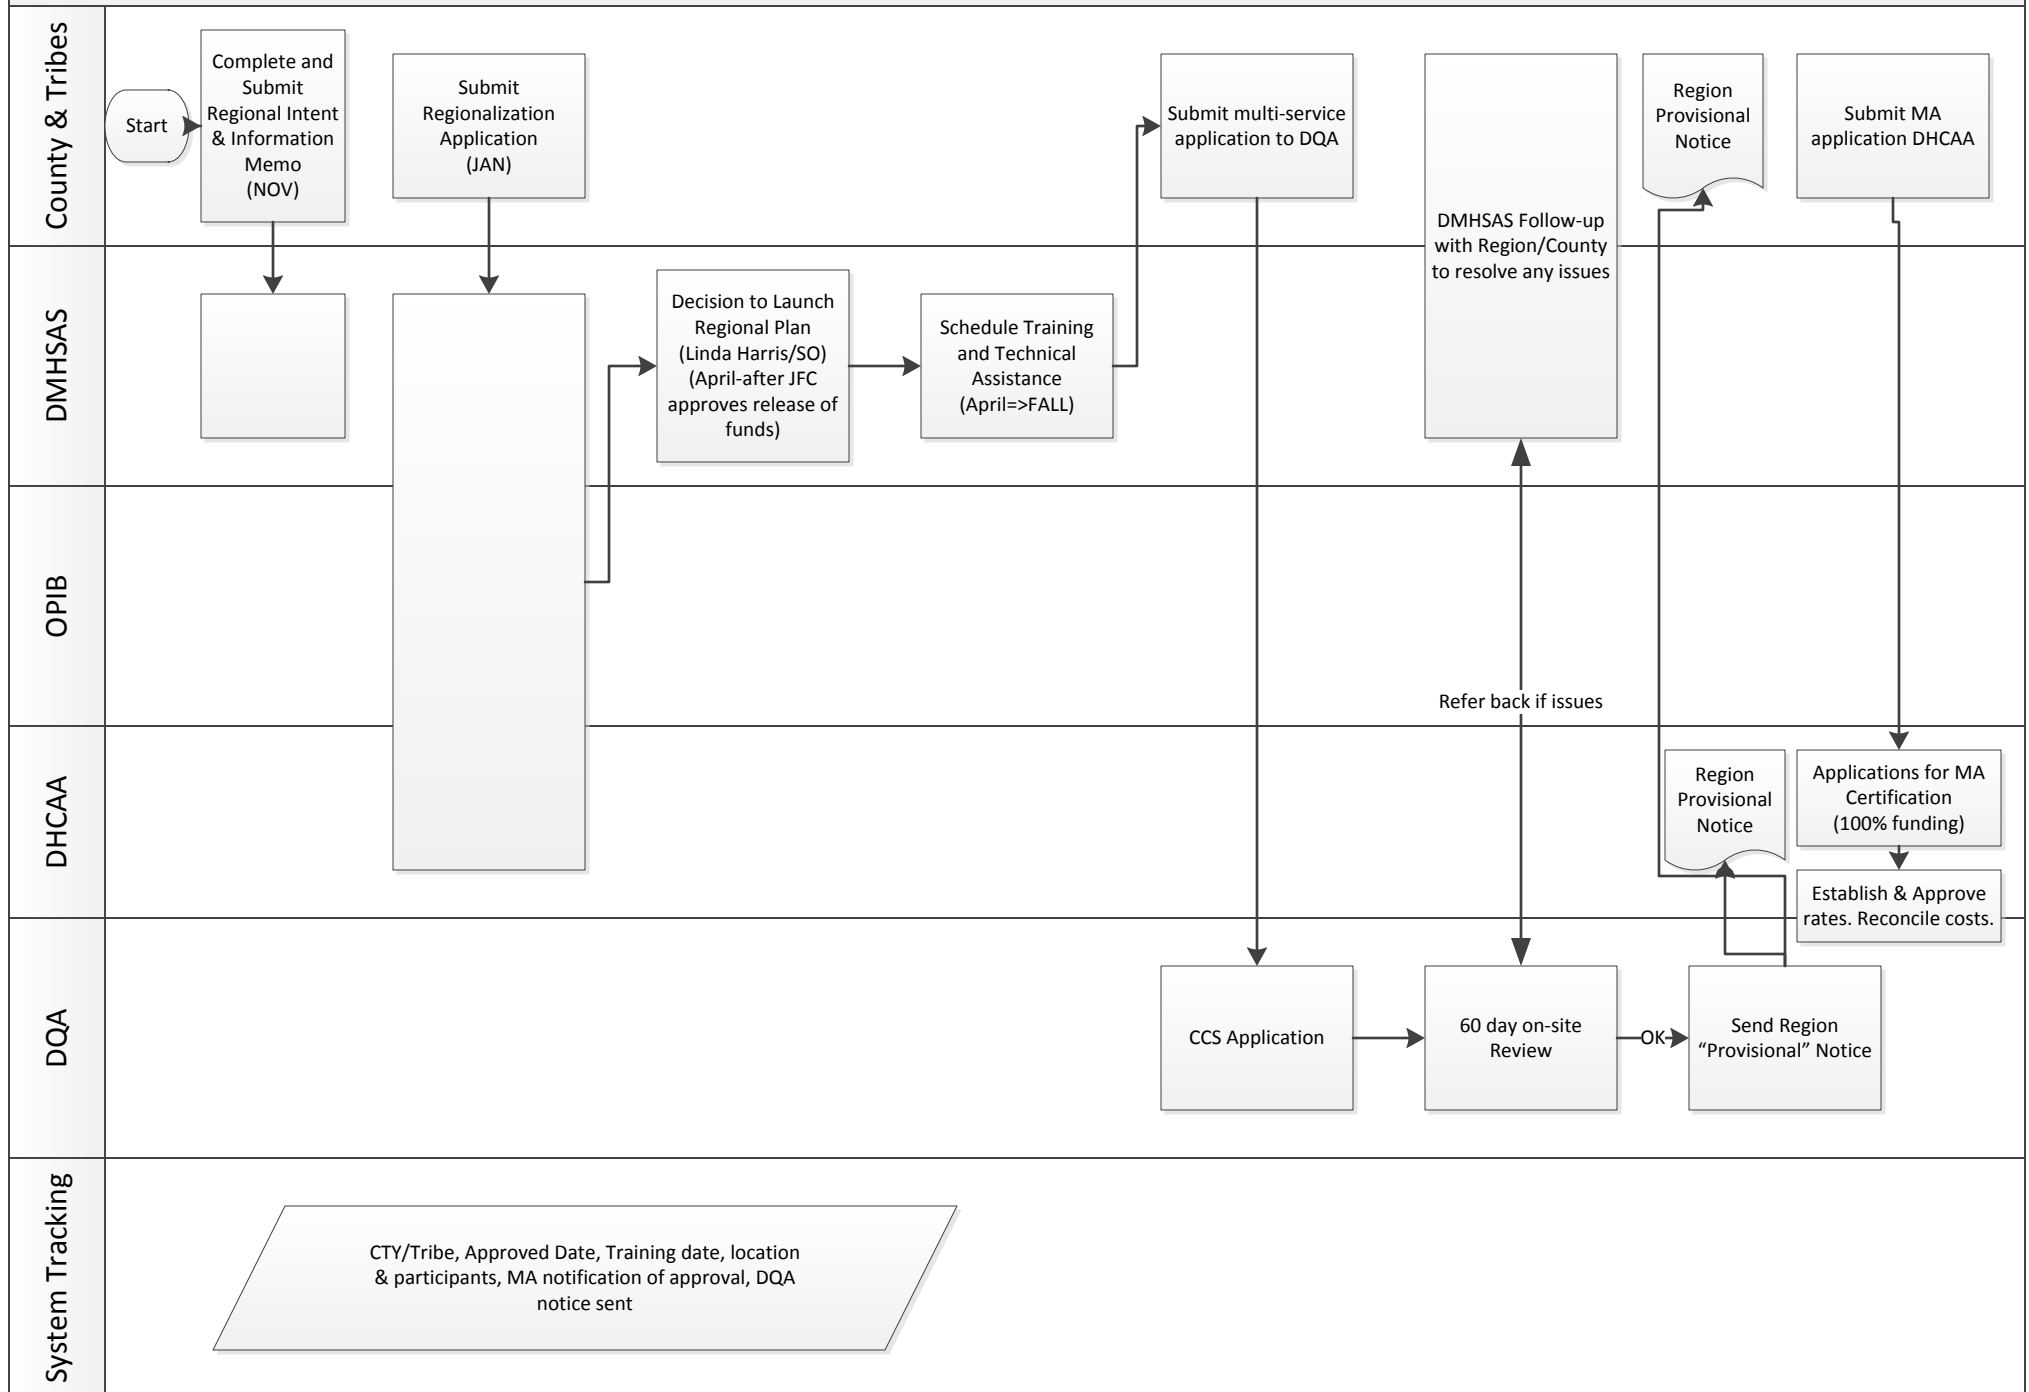 County & Tribes
Start
Complete and
Submit
Regional Intent
& Information
Memo
(NOV)
Submit
Regionalization
Application
(JAN)
Submit multi-service
application to DQA
DMHSAS Follow-up
with Region/County
to resolve any issues
Region
Provisional
Notice
Submit MA
application DHCAA
DMHSAS
Decision to Launch
Regional Plan
(Linda Harris/SO)
(April-after JFC
approves release of
funds)
Schedule Training
and Technical
Assistance
(April=>FALL)
OPIB
Refer back if issues
DHCAA
Region
Provisional
Notice
Applications for MA
Certification
(100% funding)
Establish & Approve
rates. Reconcile costs.
DQA
CCS Application
60 day on-site
Review
OK
Send Region
“Provisional” Notice
System Tracking
CTY/Tribe, Approved Date, Training date, location
& participants, MA notification of approval, DQA
notice sent